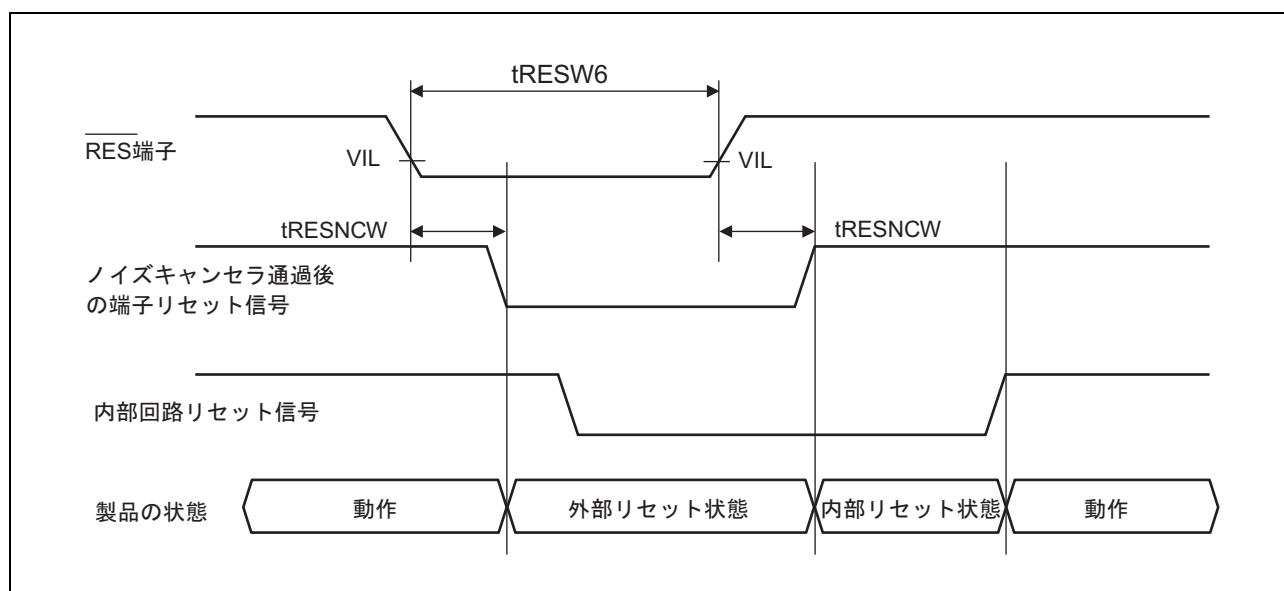 tRESW6
RES端子
VIL
VIL
tRESNCW
tRESNCW
ノイズキャンセラ通過後
の端子リセット信号
内部回路リセット信号
製品の状態
動作
外部リセット状態
内部リセット状態
動作